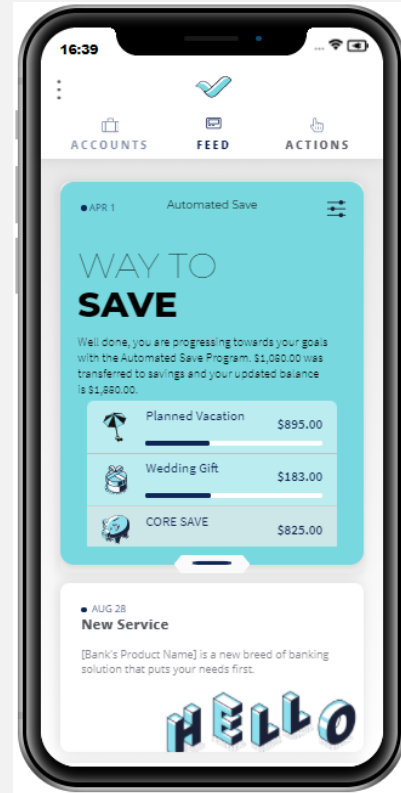 16:39
ACCOUNTS FEED ACTIONS
APR 1 Automated Save
WAY TO
SAVE
Well done, you are progressing towards your goals
with the Automated Save Program. $1,080.00 was
transferred to savings and your updated balance
is $1,880.00.
Planned Vacation $895.00
Wedding Gift $183.00
CORE SAVE $825.00
AUG 28
New Service
[Bank's Product Name] is a new breed of banking
solution that puts your needs first.
HELLO